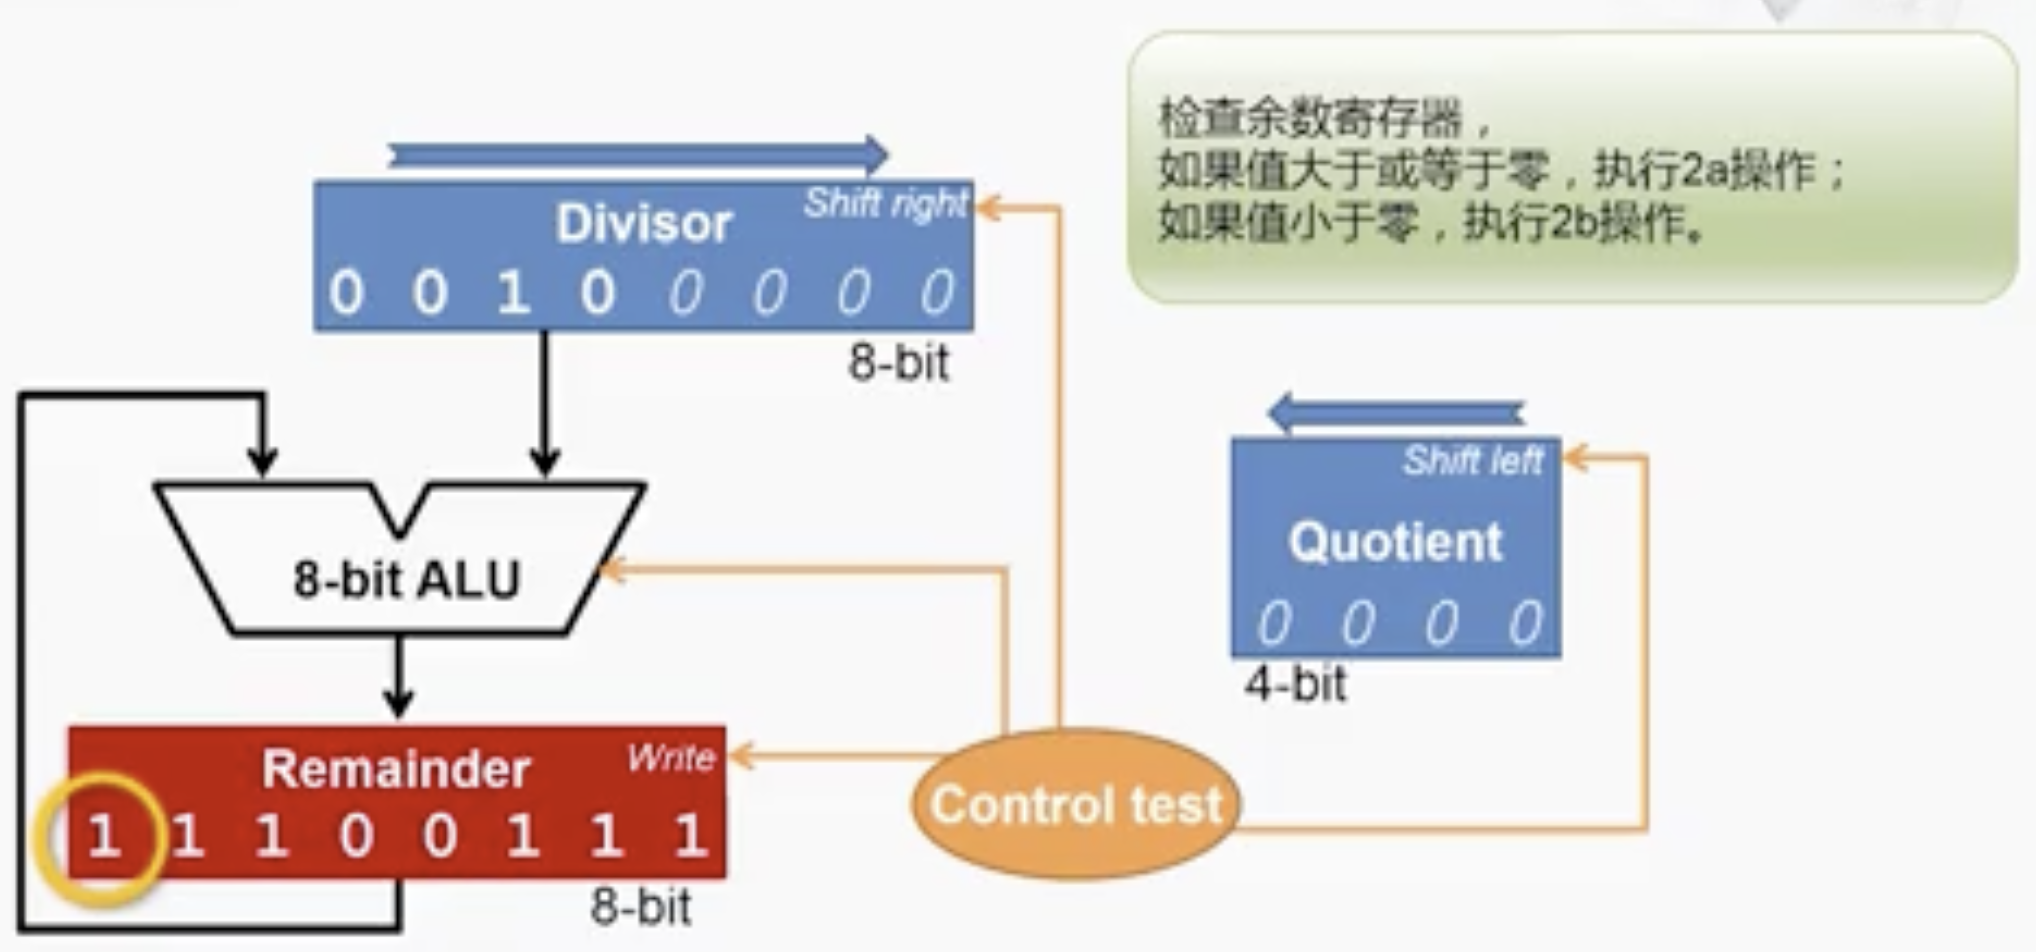 检查余数寄存器，
如果值大于或等于零，执行2a操作；
如果值小于零，执行2b操作。
Shift right
Divisor
0 0 1 0 0 0 0 0
8-bit
Shift left
Quotient
0 0 0 0
4-bit
8-bit ALU
Remainder
Write
1 1 1 0 0 1 1 1
8-bit
Control test